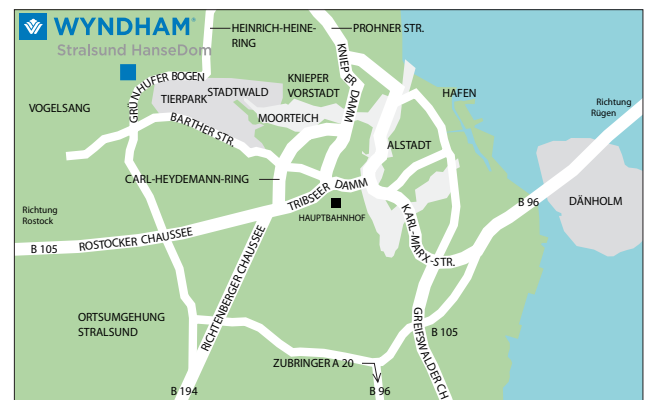 WYNDHAM®
Stralsund HanseDom
HEINRICH-HEINE-
RING
PROHNER STR.
KNIEPER DAMM
GRÜNHUFER BOGEN
STADTWALD
TIERPARK
KNIEPER
VORSTADT
HAFEN
Richtung
Rügen
VOGELSANG
MOORTEICH
BARTHER STR.
ALSTADT
CARL-HEYDEMANN-RING
TRIBSEER DAMM
HAUPTBAHNHOF
B 96
DÄNHOLM
Richtung
Rostock
B 105
ROSTOCKER CHAUSSEE
KARL-MARX-STR.
RICHTENBERGER CHAUSSEE
ORTSUMGEHUNG
STRALSUND
GREIFSWALDER CH
B 105
ZUBRINGER A 20
B 194
B 96